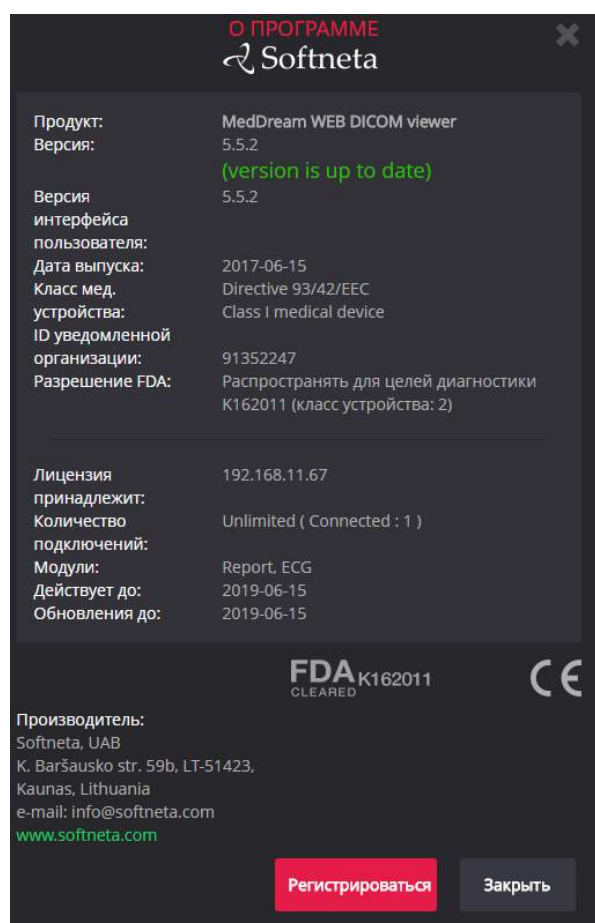 О ПРОГРАММЕ
Softneta
Продукт: MedDream WEB DICOM viewer
Версия: 5.5.2
(version is up to date)
Версия 5.5.2
интерфейса
пользователя:
Дата выпуска: 2017-06-15
Класс мед. Directive 93/42/EEC
устройства: Class I medical device
ID уведомленной
организации: 91352247
Разрешение FDA: Распространять для целей диагностики
K162011 (класс устройства: 2)
Лицензия 192.168.11.67
принадлежит:
Количество Unlimited ( Connected : 1 )
подключений:
Модули: Report, ECG
Действует до: 2019-06-15
Обновления до: 2019-06-15
FDA K162011
CLEARED
CE
Производитель:
Softneta, UAB
K. Baršausko str. 59b, LT-51423,
Kaunas, Lithuania
e-mail: info@softneta.com
www.softneta.com
Регистрироваться Закрыть